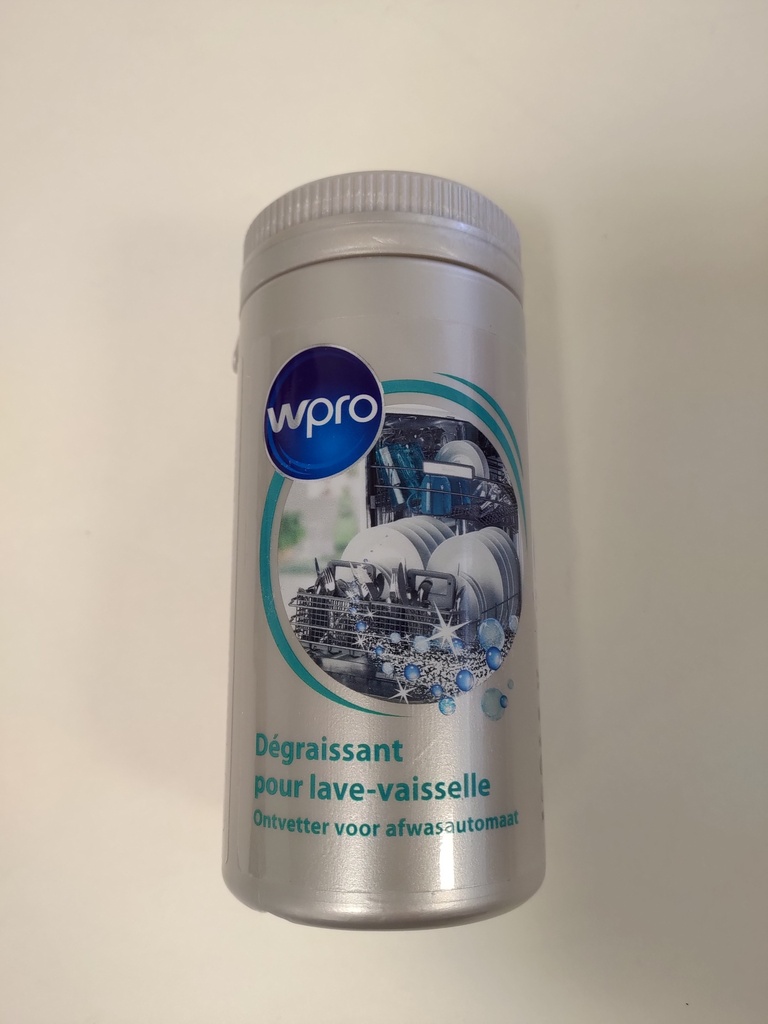 wpro
Dégraissant
pour lave-vaisselle
Ontvetter voor afwasautomaat